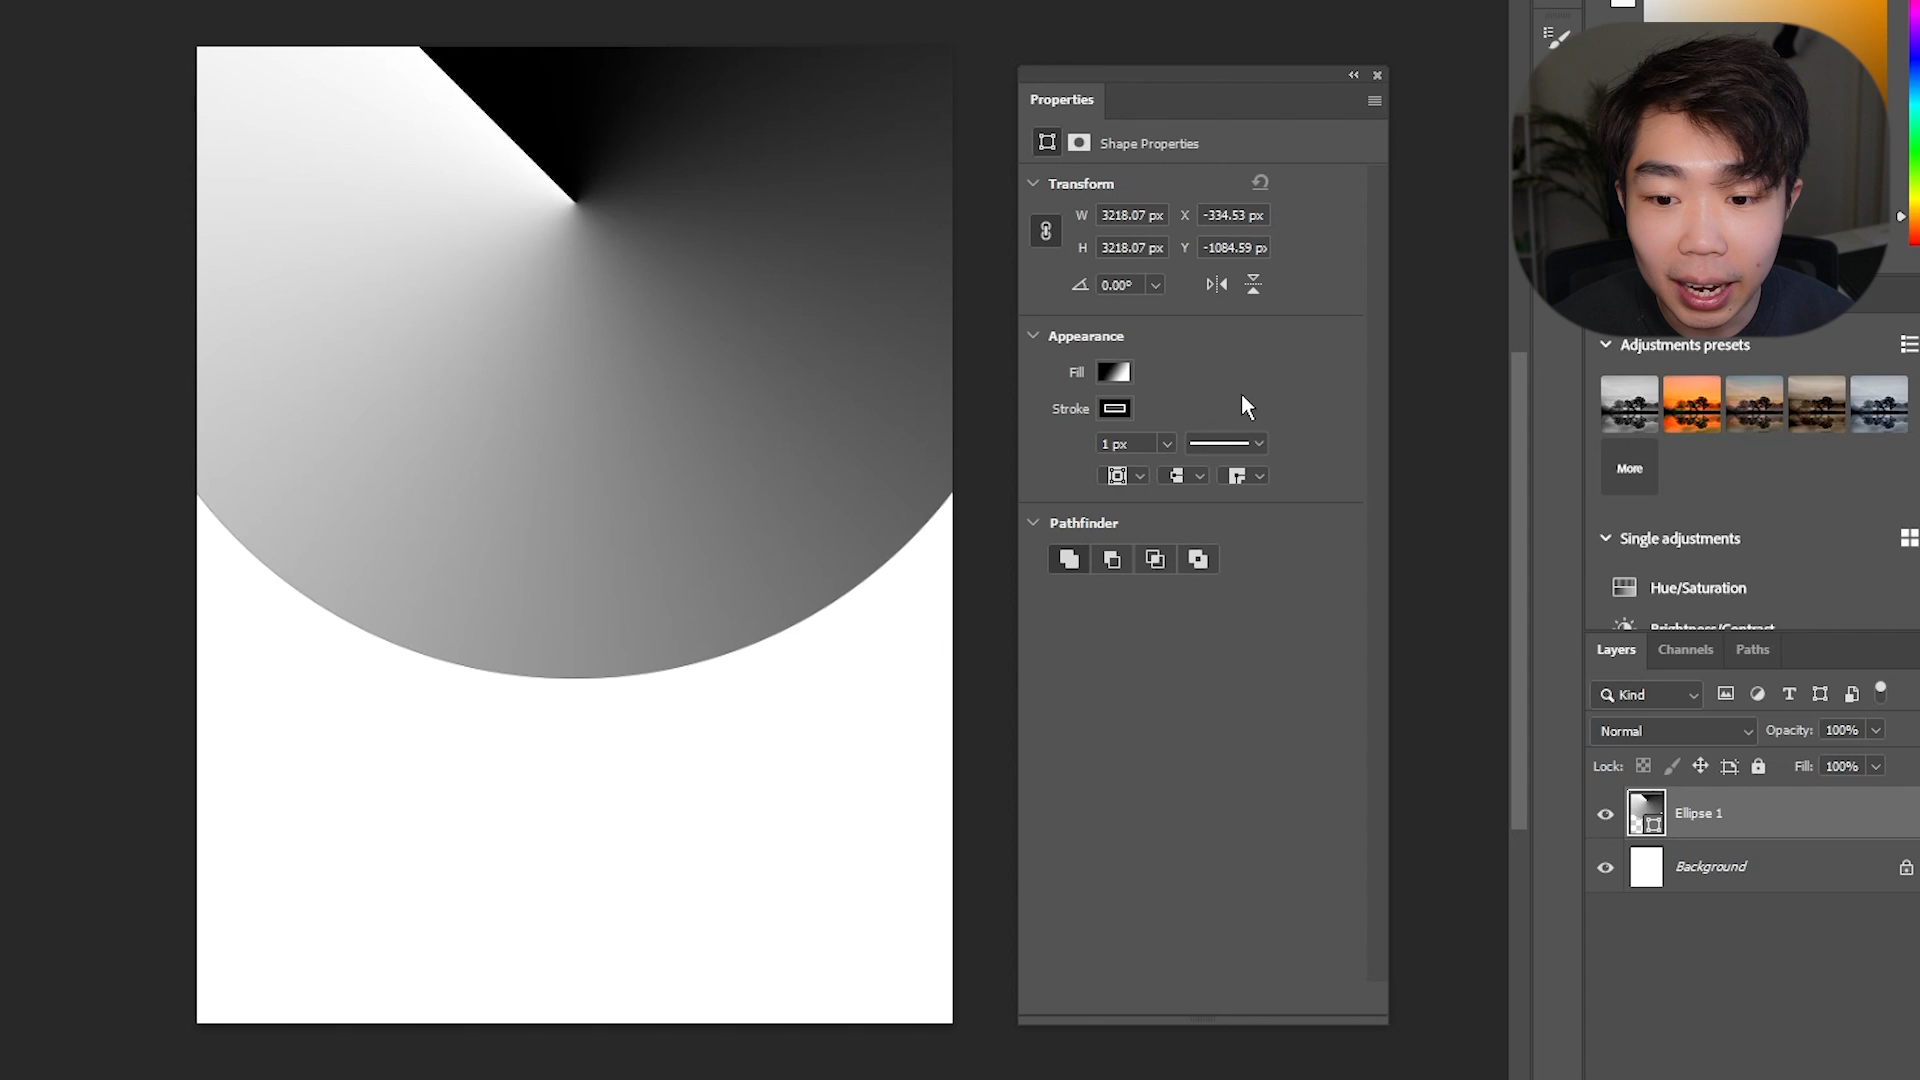 Properties
Shape Properties
Transform
W 3218.07 px X -334.53 px
H 3218.07 px Y -1084.59 px
0.00°
Appearance
Fill
Stroke
1 px
Pathfinder
Adjustments presets
More
Single adjustments
Hue/Saturation
Brightness/Contrast
Layers Channels Paths
Kind
Normal Opacity: 100%
Lock: Fill: 100%
Ellipse 1
Background